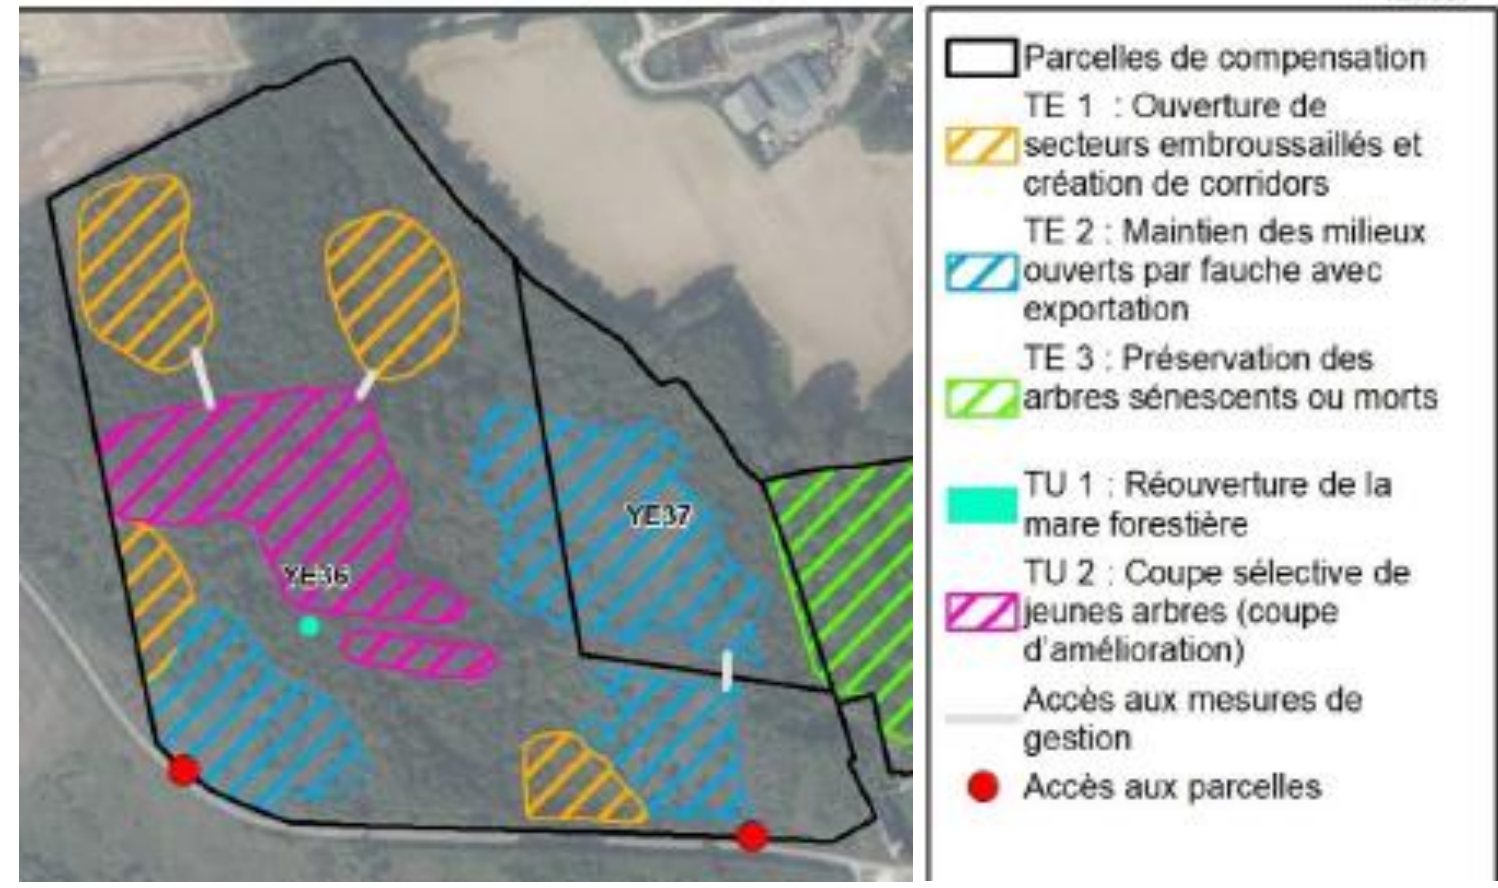 Parcelles de compensation
TE 1 : Ouverture de
secteurs embroussaillés et
création de corridors
TE 2 : Maintien des milieux
ouverts par fauche avec
exportation
TE 3 : Préservation des
arbres sénescents ou morts
TU 1 : Réouverture de la
mare forestière
TU 2 : Coupe sélective de
jeunes arbres (coupe
d'amélioration)
Accès aux mesures de
gestion
Accès aux parcelles
YE37
YE36